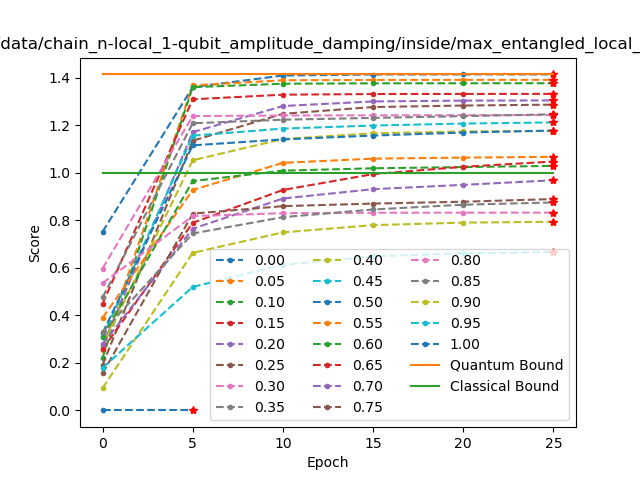 /data/chain_n-local_1-qubit_amplitude_damping/inside/max_entangled_local_
Score
1.4
1.2
1.0
0.8
0.6
0.4
0.2
0.0
0.00 0.40 0.80
0.05 0.45 0.85
0.10 0.50 0.90
0.15 0.55 0.95
0.20 0.60 1.00
0.25 0.65 Quantum Bound
0.30 0.70 Classical Bound
0.35 0.75
0 5 10 15 20 25
Epoch